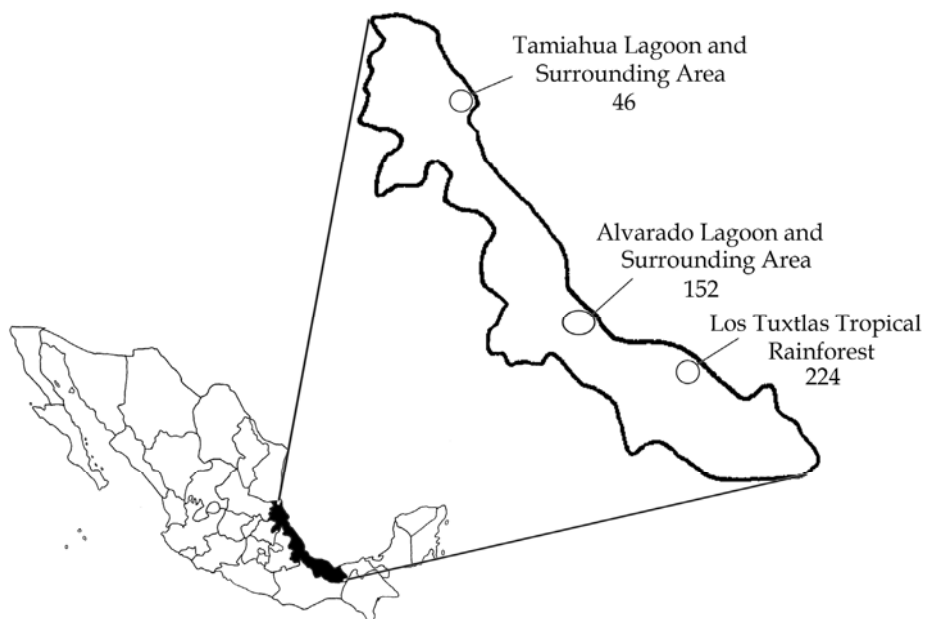 Tamiahua Lagoon and
Surrounding Area
46
Alvarado Lagoon and
Surrounding Area
152
Los Tuxtlas Tropical
Rainforest
224